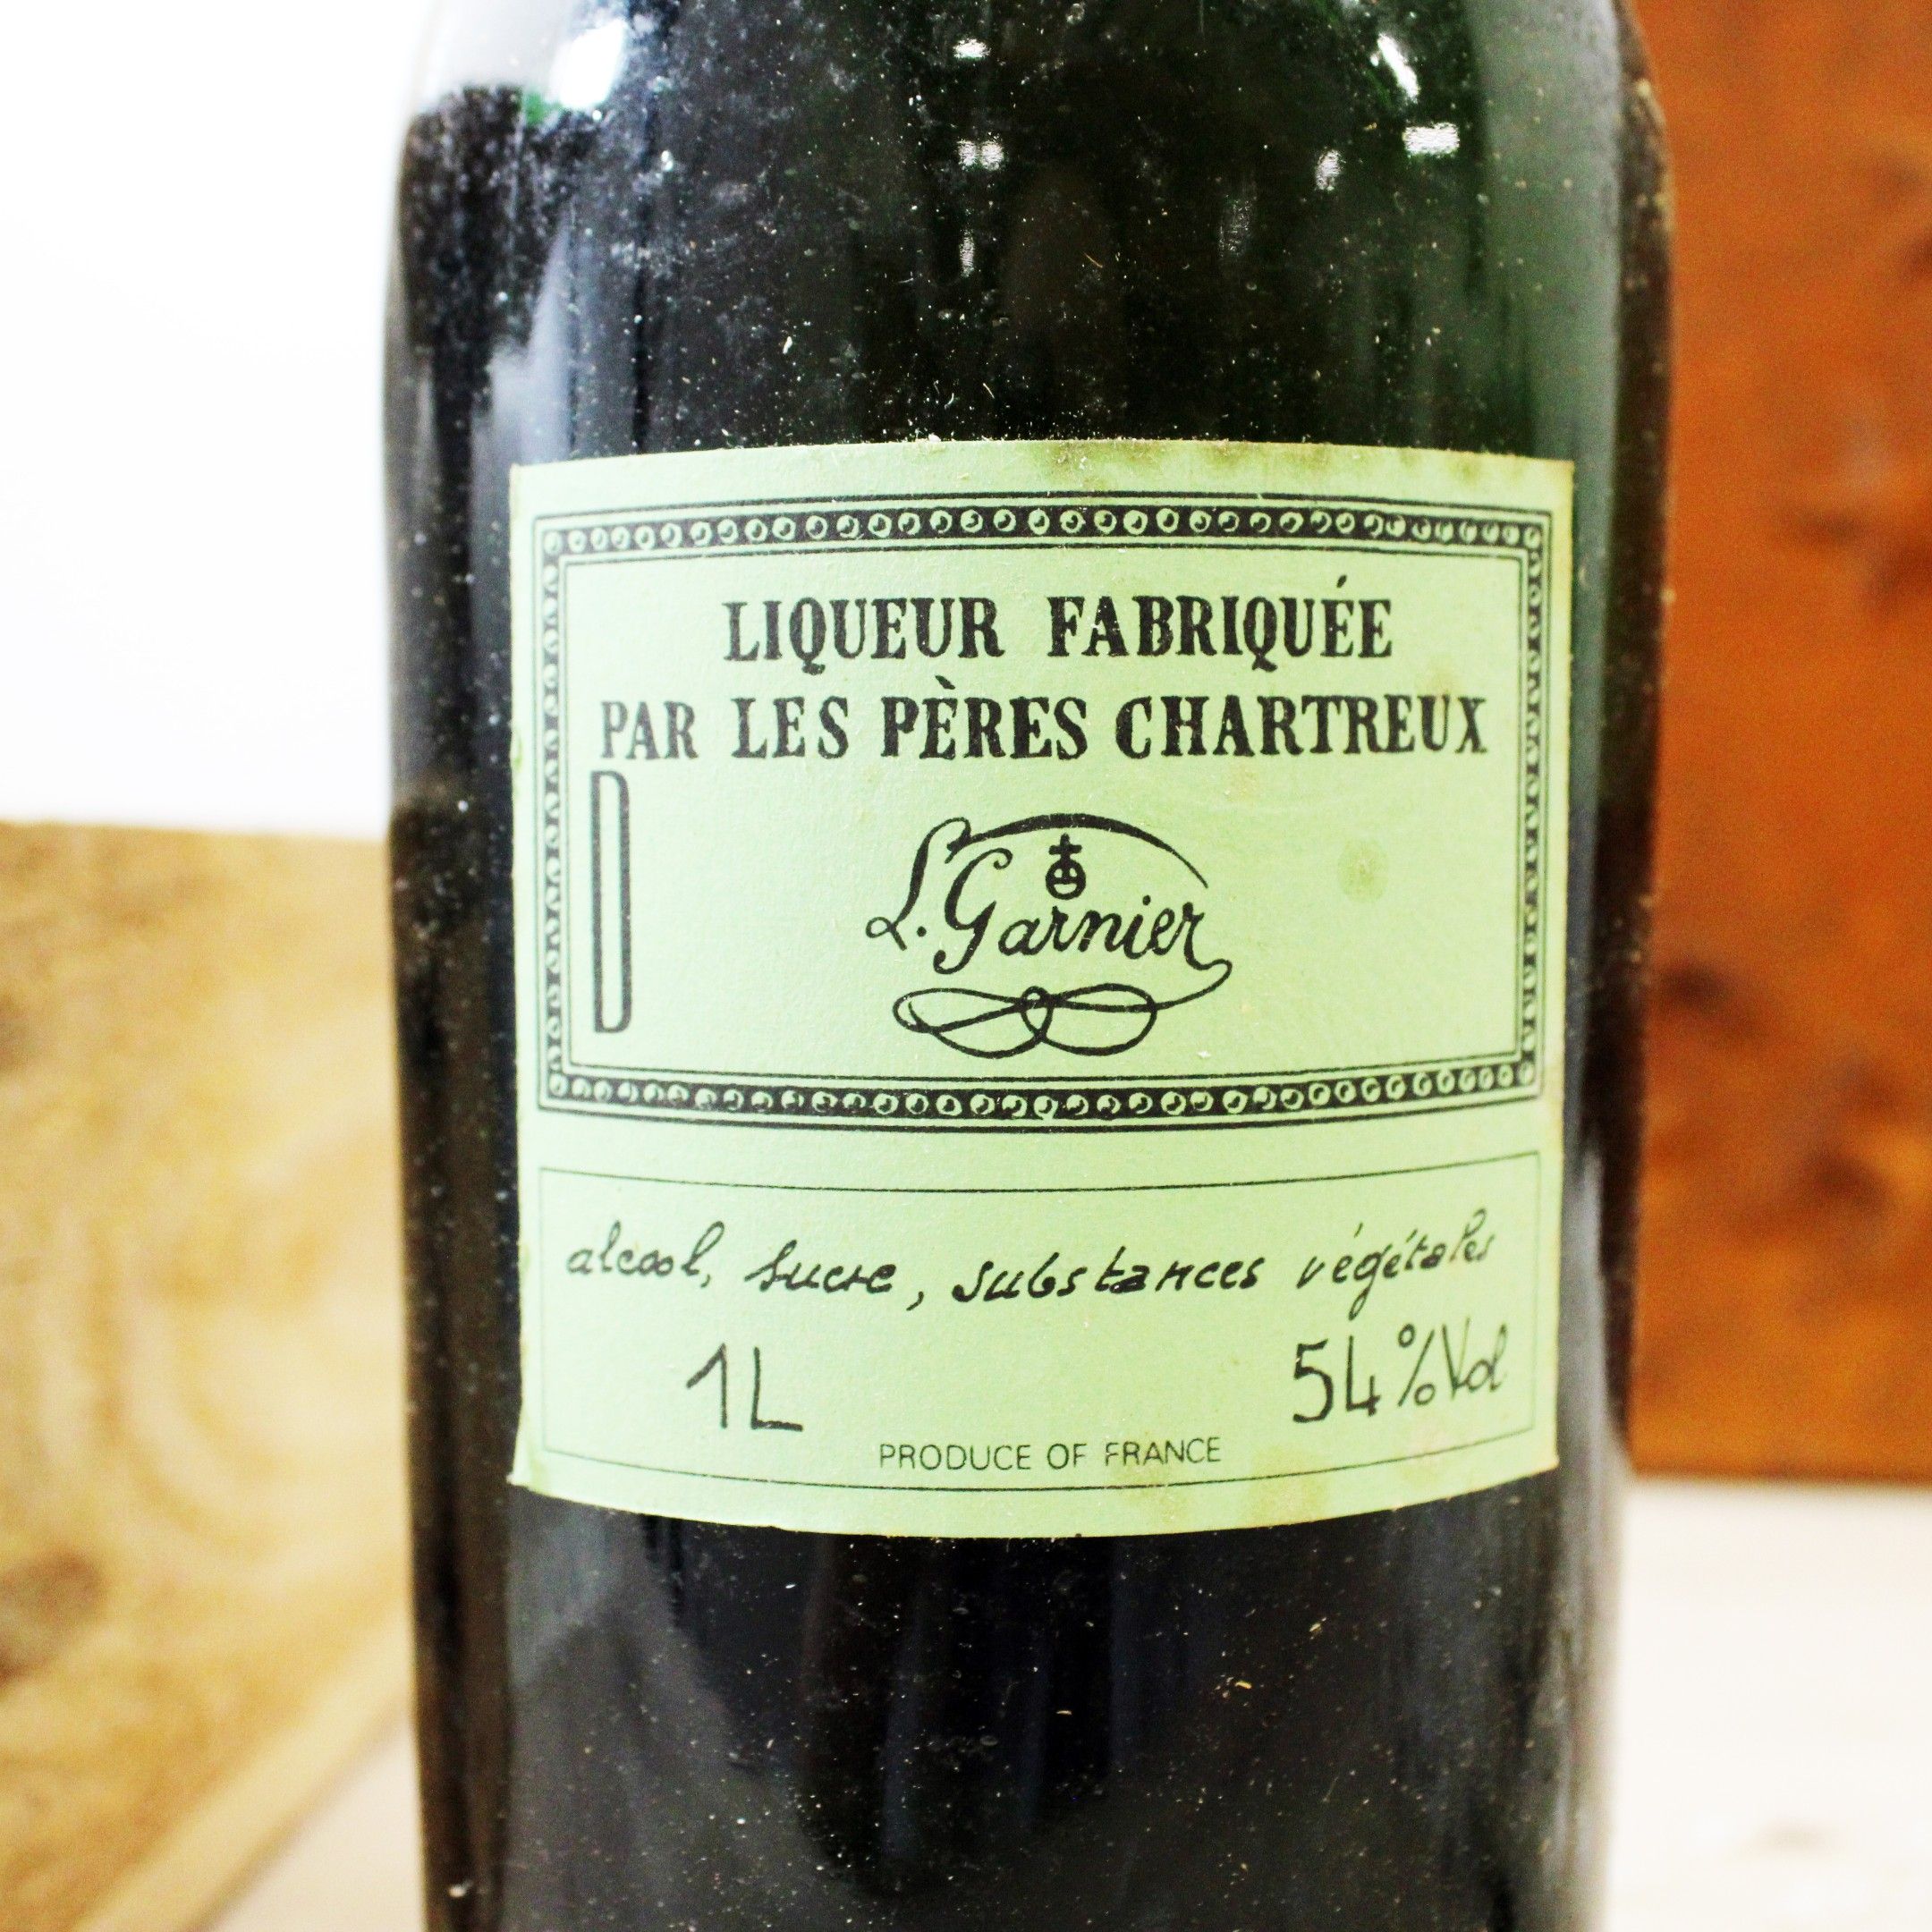 LIQUEUR FABRIQUÉE
PAR LES PÈRES CHARTREUX
D
L. Garnier
alcool, sucre, substances végétales
1L 54%Vol
PRODUCE OF FRANCE